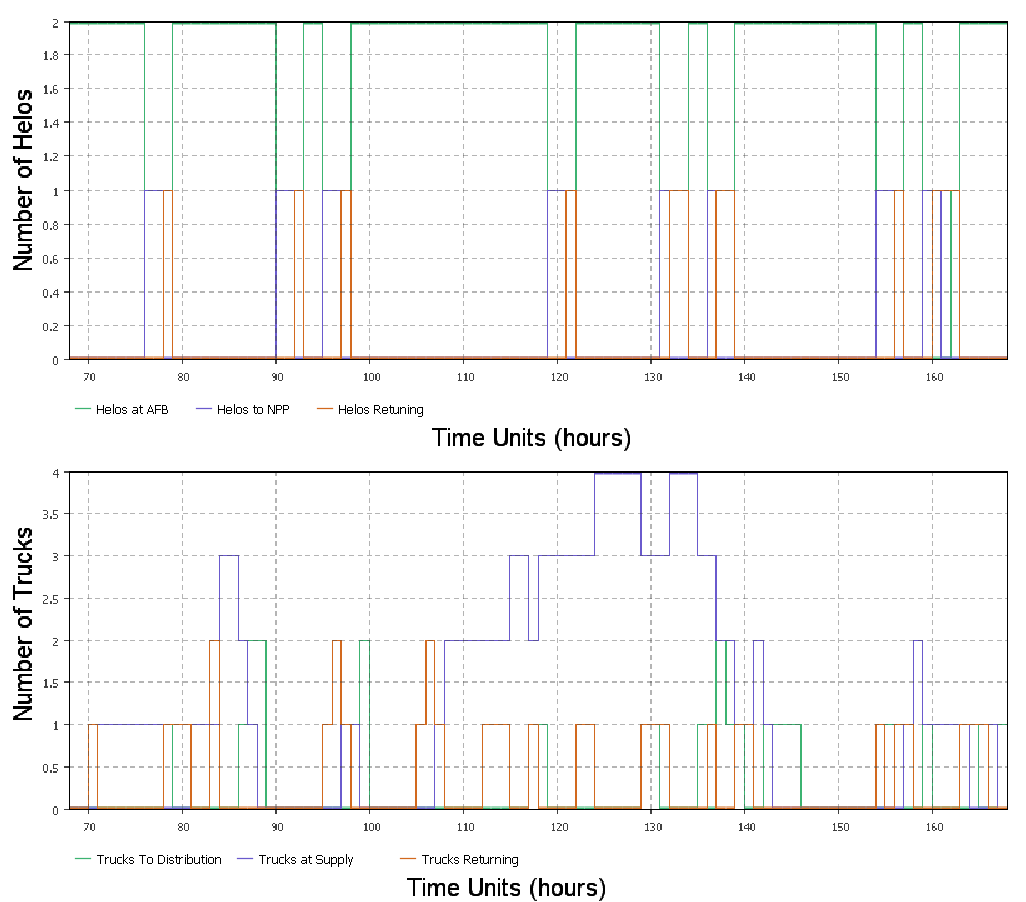 Number of Helos
2
1.8
1.6
1.4
1.2
1
0.8
0.6
0.4
0.2
0
70 80 90 100 110 120 130 140 150 160
Helos at AFB Helos to NPP Helos Retuning
Time Units (hours)
Number of Trucks
4
3.5
3
2.5
2
1.5
1
0.5
0
70 80 90 100 110 120 130 140 150 160
Trucks To Distribution Trucks at Supply Trucks Returning
Time Units (hours)